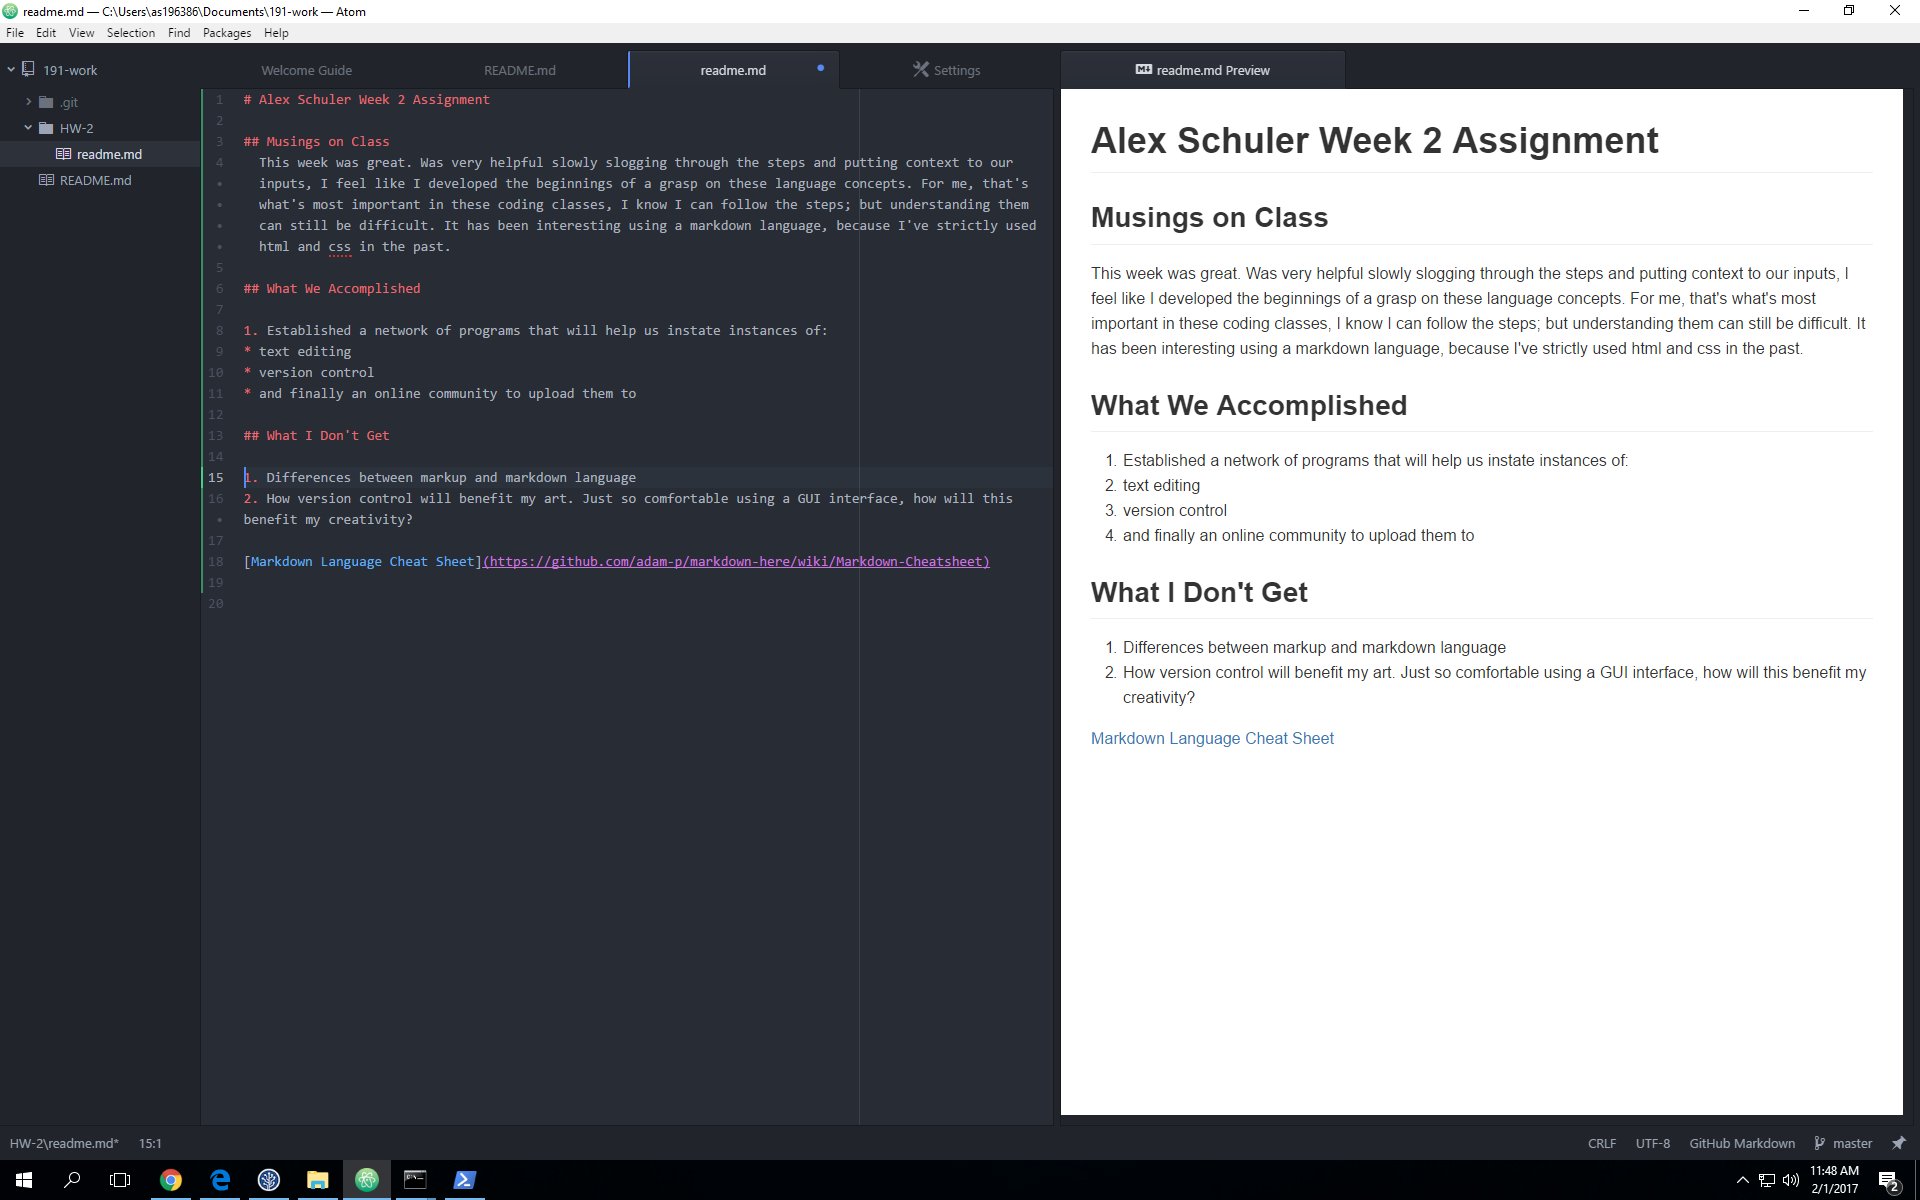 readme.md — C:\Users\as196386\Documents\191-work — Atom
File Edit View Selection Find Packages Help
191-work
.git
HW-2
readme.md
README.md
Welcome Guide README.md readme.md Settings
1 # Alex Schuler Week 2 Assignment
2
3 ## Musings on Class
4 This week was great. Was very helpful slowly slogging through the steps and putting context to our
inputs, I feel like I developed the beginnings of a grasp on these language concepts. For me, that's
what's most important in these coding classes, I know I can follow the steps; but understanding them
can still be difficult. It has been interesting using a markdown language, because I've strictly used
html and css in the past.
5
6 ## What We Accomplished
7
8 1. Established a network of programs that will help us instate instances of:
9 * text editing
10 * version control
11 * and finally an online community to upload them to
12
13 ## What I Don't Get
14
15 1. Differences between markup and markdown language
16 2. How version control will benefit my art. Just so comfortable using a GUI interface, how will this
benefit my creativity?
17
18 [Markdown Language Cheat Sheet](https://github.com/adam-p/markdown-here/wiki/Markdown-Cheatsheet)
19
20
readme.md Preview
Alex Schuler Week 2 Assignment
Musings on Class
This week was great. Was very helpful slowly slogging through the steps and putting context to our inputs, I
feel like I developed the beginnings of a grasp on these language concepts. For me, that's what's most
important in these coding classes, I know I can follow the steps; but understanding them can still be difficult. It
has been interesting using a markdown language, because I've strictly used html and css in the past.
What We Accomplished
1. Established a network of programs that will help us instate instances of:
2. text editing
3. version control
4. and finally an online community to upload them to
What I Don't Get
1. Differences between markup and markdown language
2. How version control will benefit my art. Just so comfortable using a GUI interface, how will this benefit my
creativity?
Markdown Language Cheat Sheet
HW-2\readme.md* 15:1
CRLF UTF-8 GitHub Markdown master
11:48 AM
2/1/2017
2